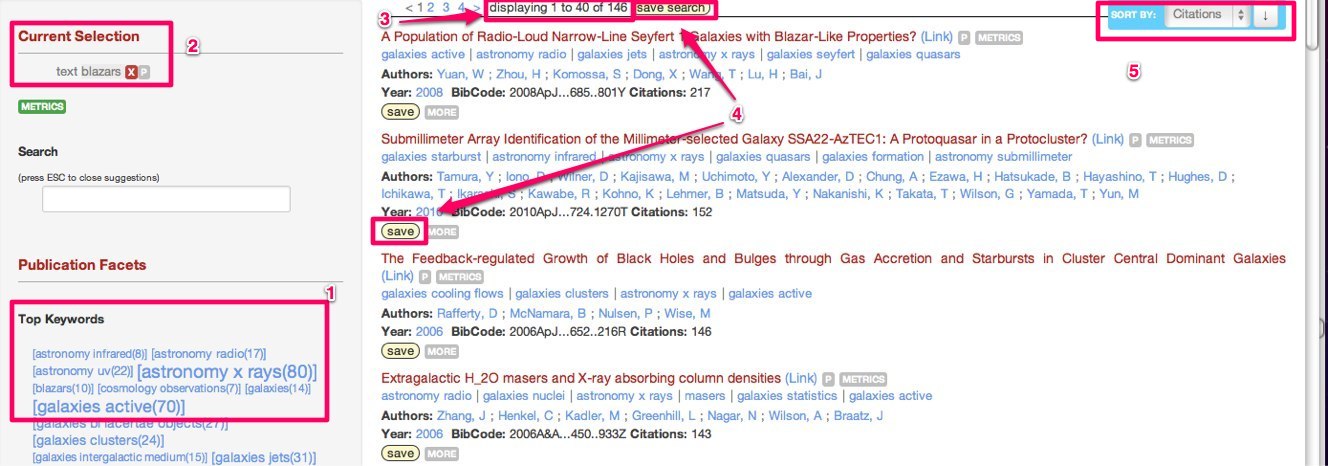 Current Selection
2
text blazars X P
METRICS
Search
(press ESC to close suggestions)
Publication Facets
1
Top Keywords
[astronomy infrared(8)] [astronomy radio(17)]
[astronomy uv(22)] [astronomy x rays(80)]
[blazars(10)] [cosmology observations(7)] [galaxies(14)]
[galaxies active(70)]
[galaxies bl lacertae objects(27)]
[galaxies clusters(24)]
[galaxies intergalactic medium(15)] [galaxies jets(31)]
3
< 1 2 3 4 > displaying 1 to 40 of 146 save search
SORT BY: Citations ↓
5
4
A Population of Radio-Loud Narrow-Line Seyfert 1 Galaxies with Blazar-Like Properties? (Link) P METRICS
galaxies active | astronomy radio | galaxies jets | astronomy x rays | galaxies seyfert | galaxies quasars
Authors: Yuan, W ; Zhou, H ; Komossa, S ; Dong, X ; Wang, T ; Lu, H ; Bai, J
Year: 2008 BibCode: 2008ApJ...685..801Y Citations: 217
save MORE
Submillimeter Array Identification of the Millimeter-selected Galaxy SSA22-AzTEC1: A Protoquasar in a Protocluster? (Link) P METRICS
galaxies starburst | astronomy infrared | astronomy x rays | galaxies quasars | galaxies formation | astronomy submillimeter
Authors: Tamura, Y ; Iono, D ; Wilner, D ; Kajisawa, M ; Uchimoto, Y ; Alexander, D ; Chung, A ; Ezawa, H ; Hatsukade, B ; Hayashino, T ; Hughes, D ;
Ichikawa, T ; Ikarashi, S ; Kawabe, R ; Kohno, K ; Lehmer, B ; Matsuda, Y ; Nakanishi, K ; Takata, T ; Wilson, G ; Yamada, T ; Yun, M
Year: 2010 BibCode: 2010ApJ...724.1270T Citations: 152
save MORE
The Feedback-regulated Growth of Black Holes and Bulges through Gas Accretion and Starbursts in Cluster Central Dominant Galaxies
(Link) P METRICS
galaxies cooling flows | galaxies clusters | astronomy x rays | galaxies active
Authors: Rafferty, D ; McNamara, B ; Nulsen, P ; Wise, M
Year: 2006 BibCode: 2006ApJ...652..216R Citations: 146
save MORE
Extragalactic H_2O masers and X-ray absorbing column densities (Link) P METRICS
astronomy radio | galaxies nuclei | astronomy x rays | masers | galaxies statistics | galaxies active
Authors: Zhang, J ; Henkel, C ; Kadler, M ; Greenhill, L ; Nagar, N ; Wilson, A ; Braatz, J
Year: 2006 BibCode: 2006A&A...450..933Z Citations: 143
save MORE